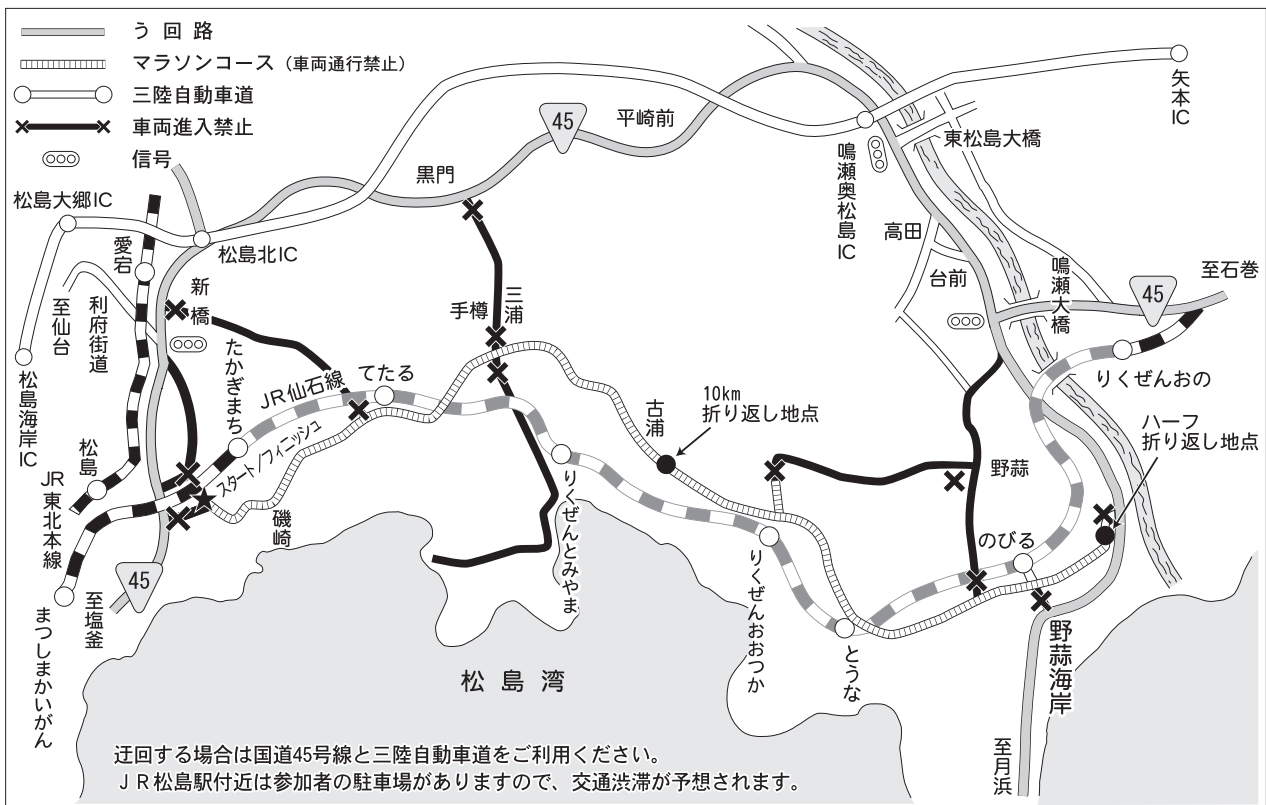 う回路
マラソンコース（車両通行禁止）
三陸自動車道
車両進入禁止
信号
松島大郷IC
愛宕
至仙台
利府街道
松島海岸IC
松島北IC
新橋
たかぎまち
JR仙石線
てたる
スタート/フィニッシュ
磯崎
松島
JR東北本線
まつしまかいがん
45
至塩釜
黒門
45
平崎前
手樽
三浦
りくぜんとみやま
古浦
10km
折り返し地点
鳴瀬奥松島IC
東松島大橋
矢本IC
高田
台前
鳴瀬大橋
45
至石巻
りくぜんおの
ハーフ
折り返し地点
野蒜
のびる
りくぜんおおつか
とうな
野蒜海岸
至月浜
松島湾
迂回する場合は国道45号線と三陸自動車道をご利用ください。
ＪＲ松島駅付近は参加者の駐車場がありますので、交通渋滞が予想されます。